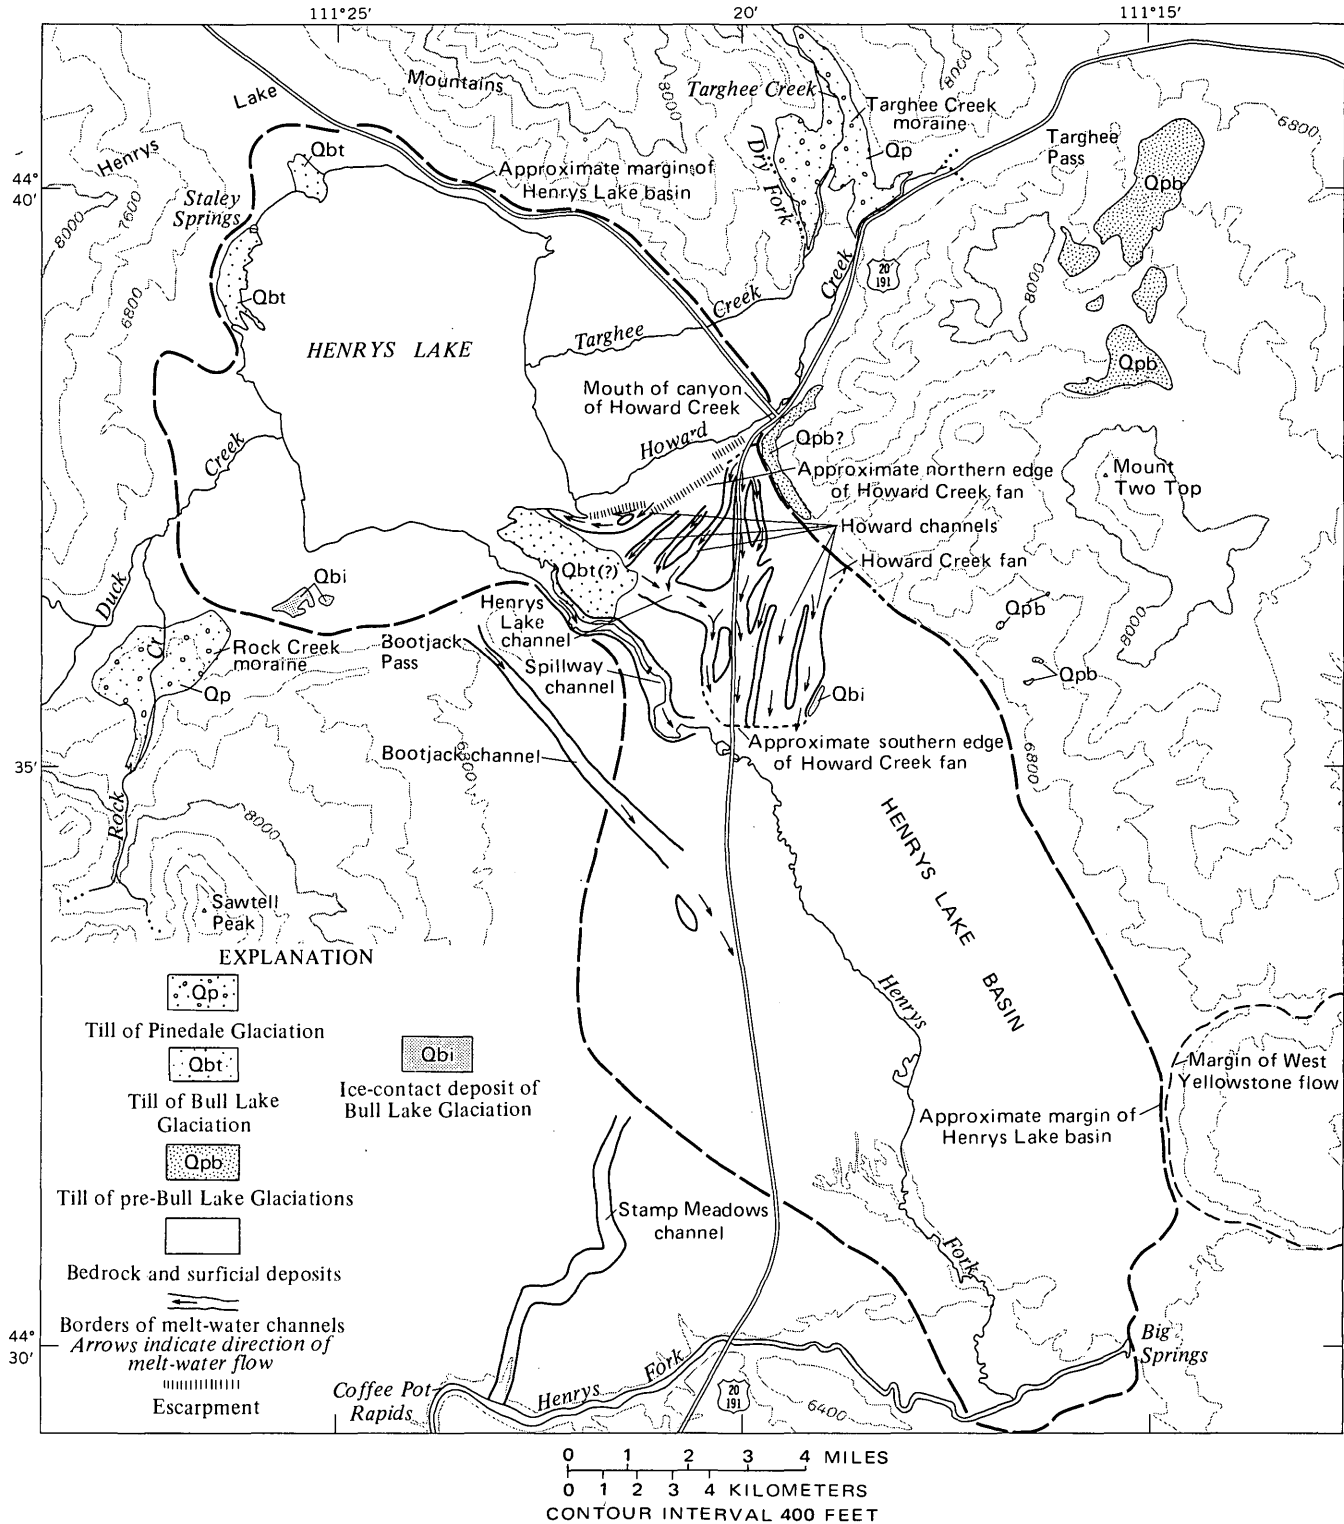 111°25′
20′
111°15′
Mountains
Lake
Henrys
8000
7600
6800
8000
8000
6800
Targhee Creek
Targhee Creek
moraine
Qp
Dry Fork
Targhee
Pass
44°
40′
Qbt
Staley
Springs
Approximate margin of
Henrys Lake basin
Qpb
Qbt
20
191
Creek
Targhee
Creek
8000
HENRYS LAKE
Qpb
Mouth of canyon
of Howard Creek
Howard
Qpb?
Creek
Approximate northern edge
of Howard Creek fan
Mount
Two Top
Howard channels
Howard Creek fan
Qbt(?)
Qbi
Duck
Henrys
Lake
channel
Qpb
8000
Rock Creek
moraine
Cr
Bootjack
Pass
Spillway
channel
Qpb
Qp
Qbi
Bootjack channel
6800
Approximate southern edge
of Howard Creek fan
6800
35′
Rock
8000
HENRYS LAKE BASIN
Sawtell
Peak
Henrys
EXPLANATION
Qp
Till of Pinedale Glaciation
Qbt
Till of Bull Lake
Glaciation
Qbi
Ice-contact deposit of
Bull Lake Glaciation
Qpb
Till of pre-Bull Lake Glaciations
Bedrock and surficial deposits
Borders of melt-water channels
Arrows indicate direction of
melt-water flow
Escarpment
Margin of West
Yellowstone flow
Approximate margin of
Henrys Lake basin
Stamp Meadows
channel
Fork
44°
30′
Big
Springs
Coffee Pot
Rapids
Henrys
Fork
20
191
6400
0 1 2 3 4 MILES
0 1 2 3 4 KILOMETERS
CONTOUR INTERVAL 400 FEET